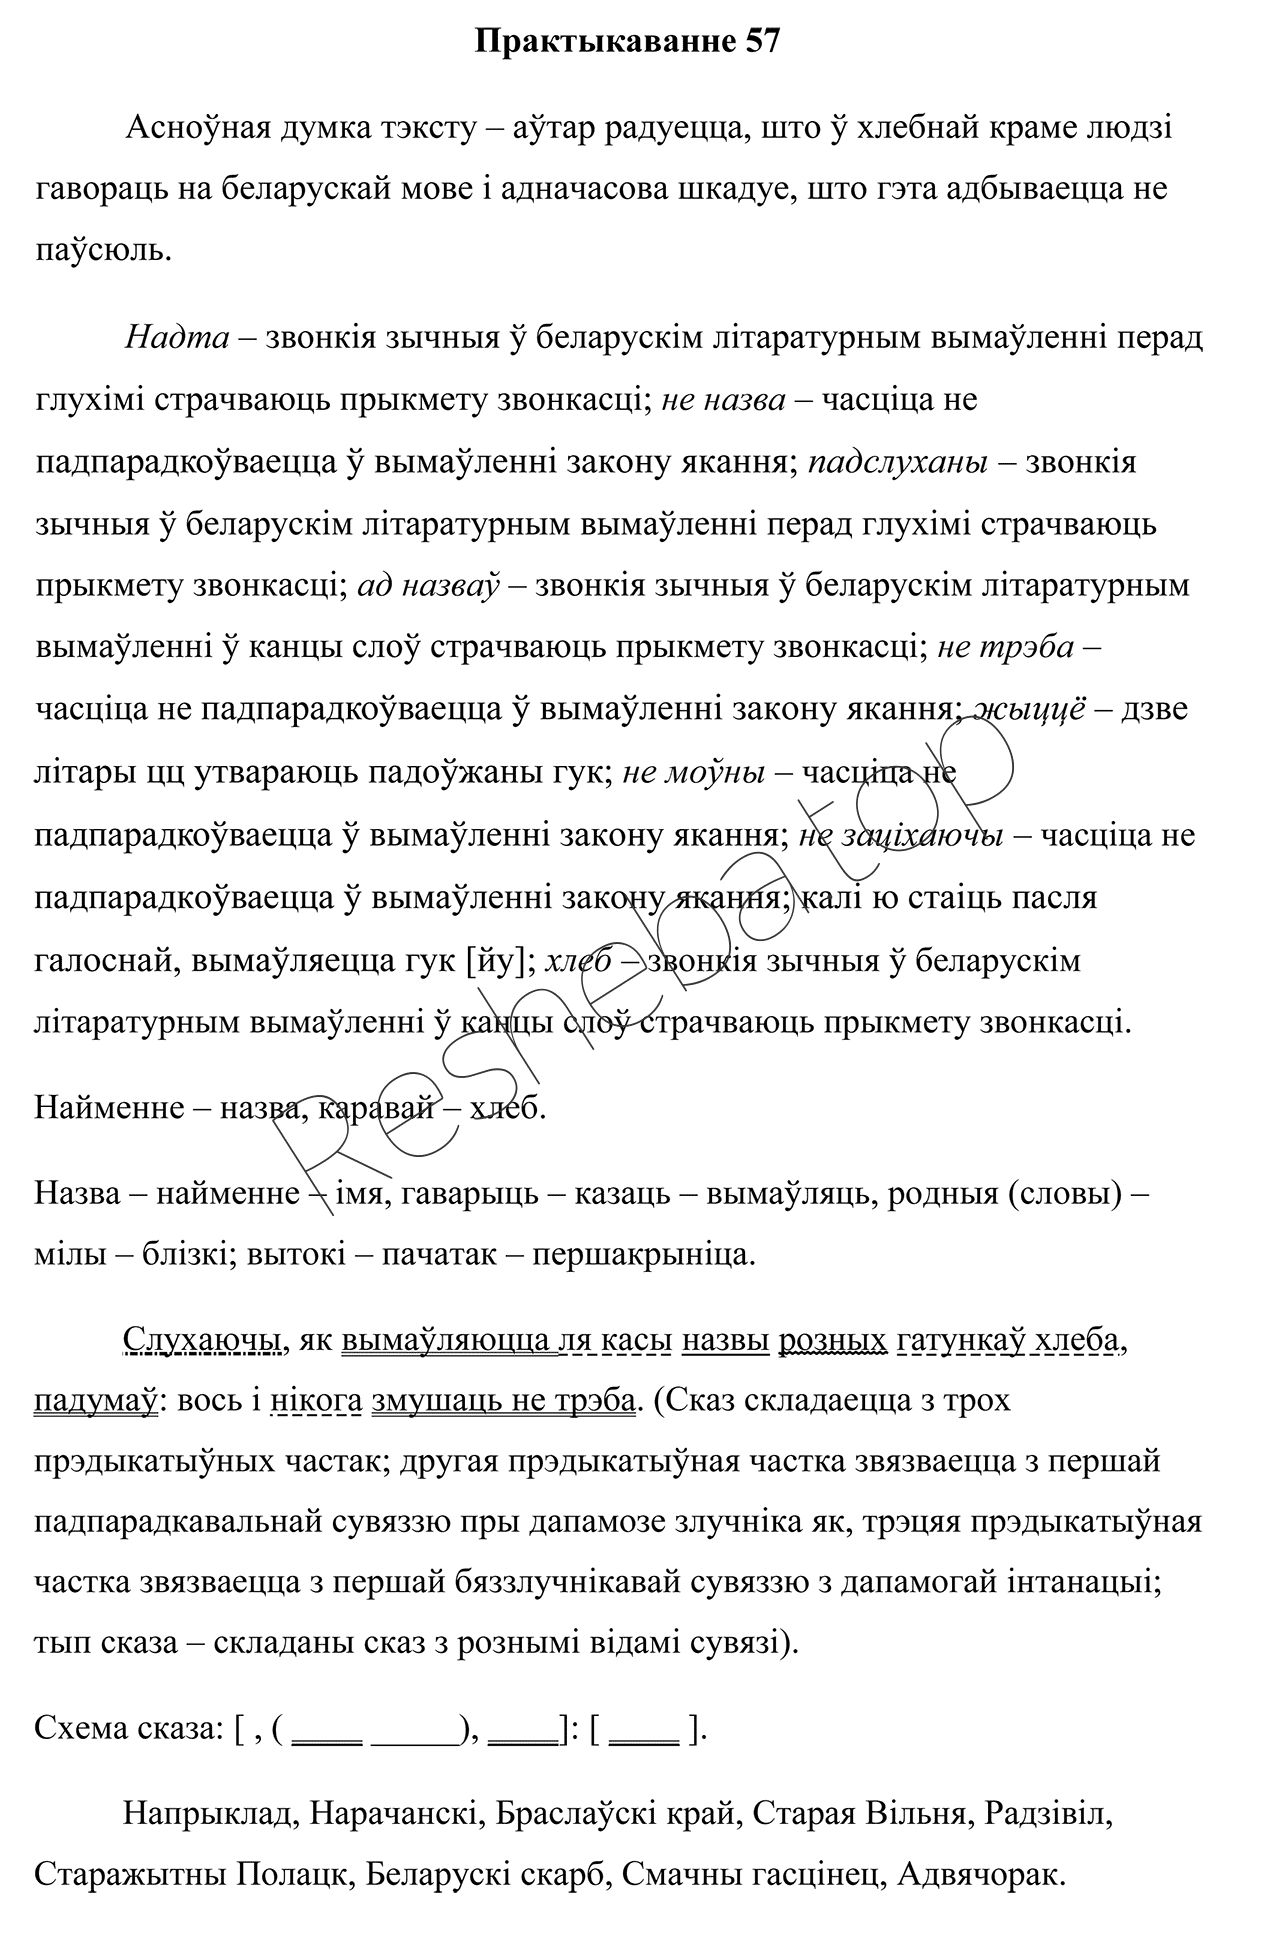 Практыкаванне 57
Асноўная думка тэксту – аўтар радуецца, што ў хлебнай краме людзі
гавораць на беларускай мове і адначасова шкадуе, што гэта адбываецца не
паўсюль.
Надта – звонкія зычныя ў беларускім літаратурным вымаўленні перад
глухімі страчваюць прыкмету звонкасці; не назва – часціца не
падпарадкоўваецца ў вымаўленні закону якання; падслуханы – звонкія
зычныя ў беларускім літаратурным вымаўленні перад глухімі страчваюць
прыкмету звонкасці; ад назваў – звонкія зычныя ў беларускім літаратурным
вымаўленні ў канцы слоў страчваюць прыкмету звонкасці; не трэба –
часціца не падпарадкоўваецца ў вымаўленні закону якання; жыццё – дзве
літары цц утвараюць падоўжаны гук; не моўны – часціца не
падпарадкоўваецца ў вымаўленні закону якання; не заціхаючы – часціца не
падпарадкоўваецца ў вымаўленні закону якання; калі ю стаіць пасля
галоснай, вымаўляецца гук [йу]; хлеб – звонкія зычныя ў беларускім
літаратурным вымаўленні ў канцы слоў страчваюць прыкмету звонкасці.
Найменне – назва, каравай – хлеб.
Назва – найменне – імя, гаварыць – казаць – вымаўляць, родныя (словы) –
мілы – блізкі; вытокі – пачатак – першакрыніца.
Слухаючы, як вымаўляюцца ля касы назвы розных гатункаў хлеба,
падумаў: вось і нікога змушаць не трэба. (Сказ складаецца з трох
прэдыкатыўных частак; другая прэдыкатыўная частка звязваецца з першай
падпарадкавальнай сувяззю пры дапамозе злучніка як, трэцяя прэдыкатыўная
частка звязваецца з першай бяззлучнікавай сувяззю з дапамогай інтанацыі;
тып сказа – складаны сказ з рознымі відамі сувязі).
Схема сказа: [ , ( ____ _____), ____]: [ ____ ].
Напрыклад, Нарачанскі, Браслаўскі край, Старая Вільня, Радзівіл,
Старажытны Полацк, Беларускі скарб, Смачны гасцінец, Адвячорак.
Resheba top